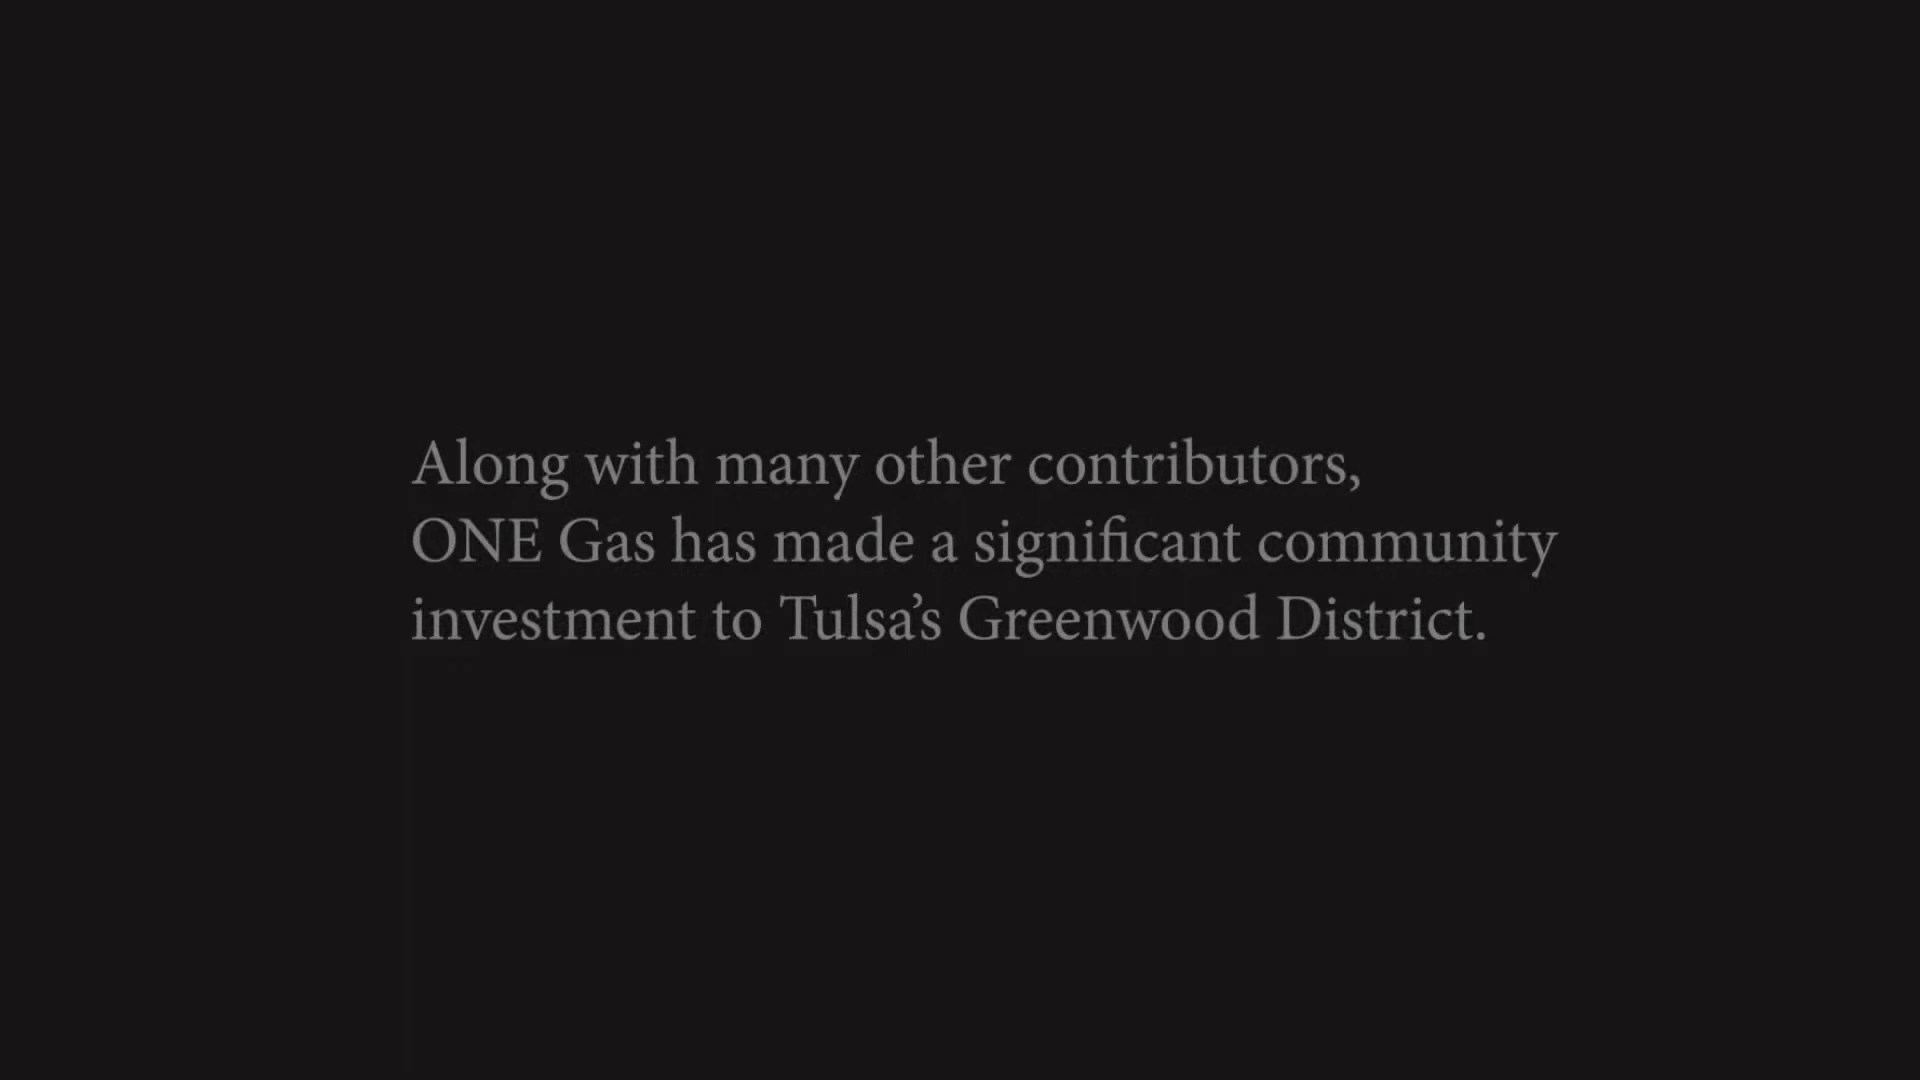 Along with many other contributors,
ONE Gas has made a significant community
investment to Tulsa’s Greenwood District.